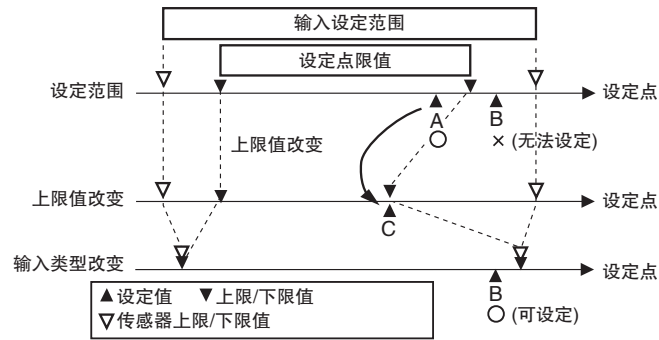 输入设定范围
设定点限值
设定范围
设定点
A
B
× (无法设定)
上限值改变
上限值改变
设定点
C
输入类型改变
设定点
B
(可设定)
▲设定值 ▼上限/下限值
▽传感器上限/下限值